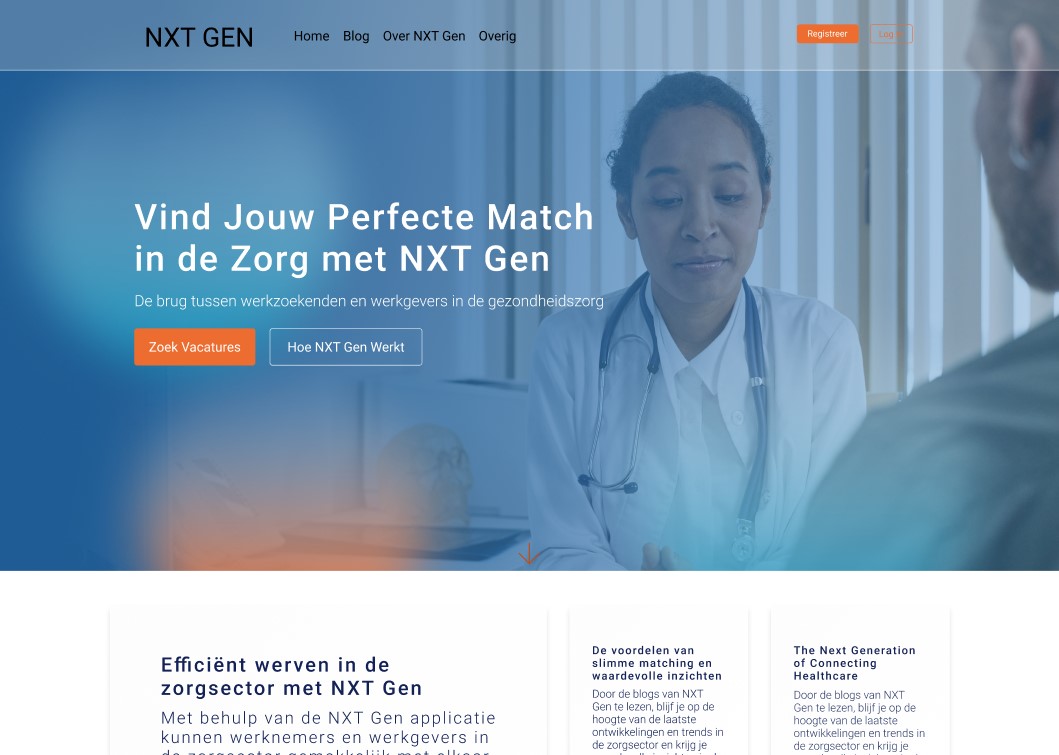 NXT GEN
Home Blog Over NXT Gen Overig
Registreer
Log in
Vind Jouw Perfecte Match
in de Zorg met NXT Gen
De brug tussen werkzoekenden en werkgevers in de gezondheidszorg
Zoek Vacatures
Hoe NXT Gen Werkt
Efficiënt werven in de
zorgsector met NXT Gen
Met behulp van de NXT Gen applicatie
kunnen werknemers en werkgevers in
De voordelen van
slimme matching en
waardevolle inzichten
Door de blogs van NXT
Gen te lezen, blijf je op de
hoogte van de laatste
ontwikkelingen en trends in
de zorgsector en krijg je
The Next Generation
of Connecting
Healthcare
Door de blogs van NXT
Gen te lezen, blijf je op de
hoogte van de laatste
ontwikkelingen en trends in
de zorgsector en krijg je